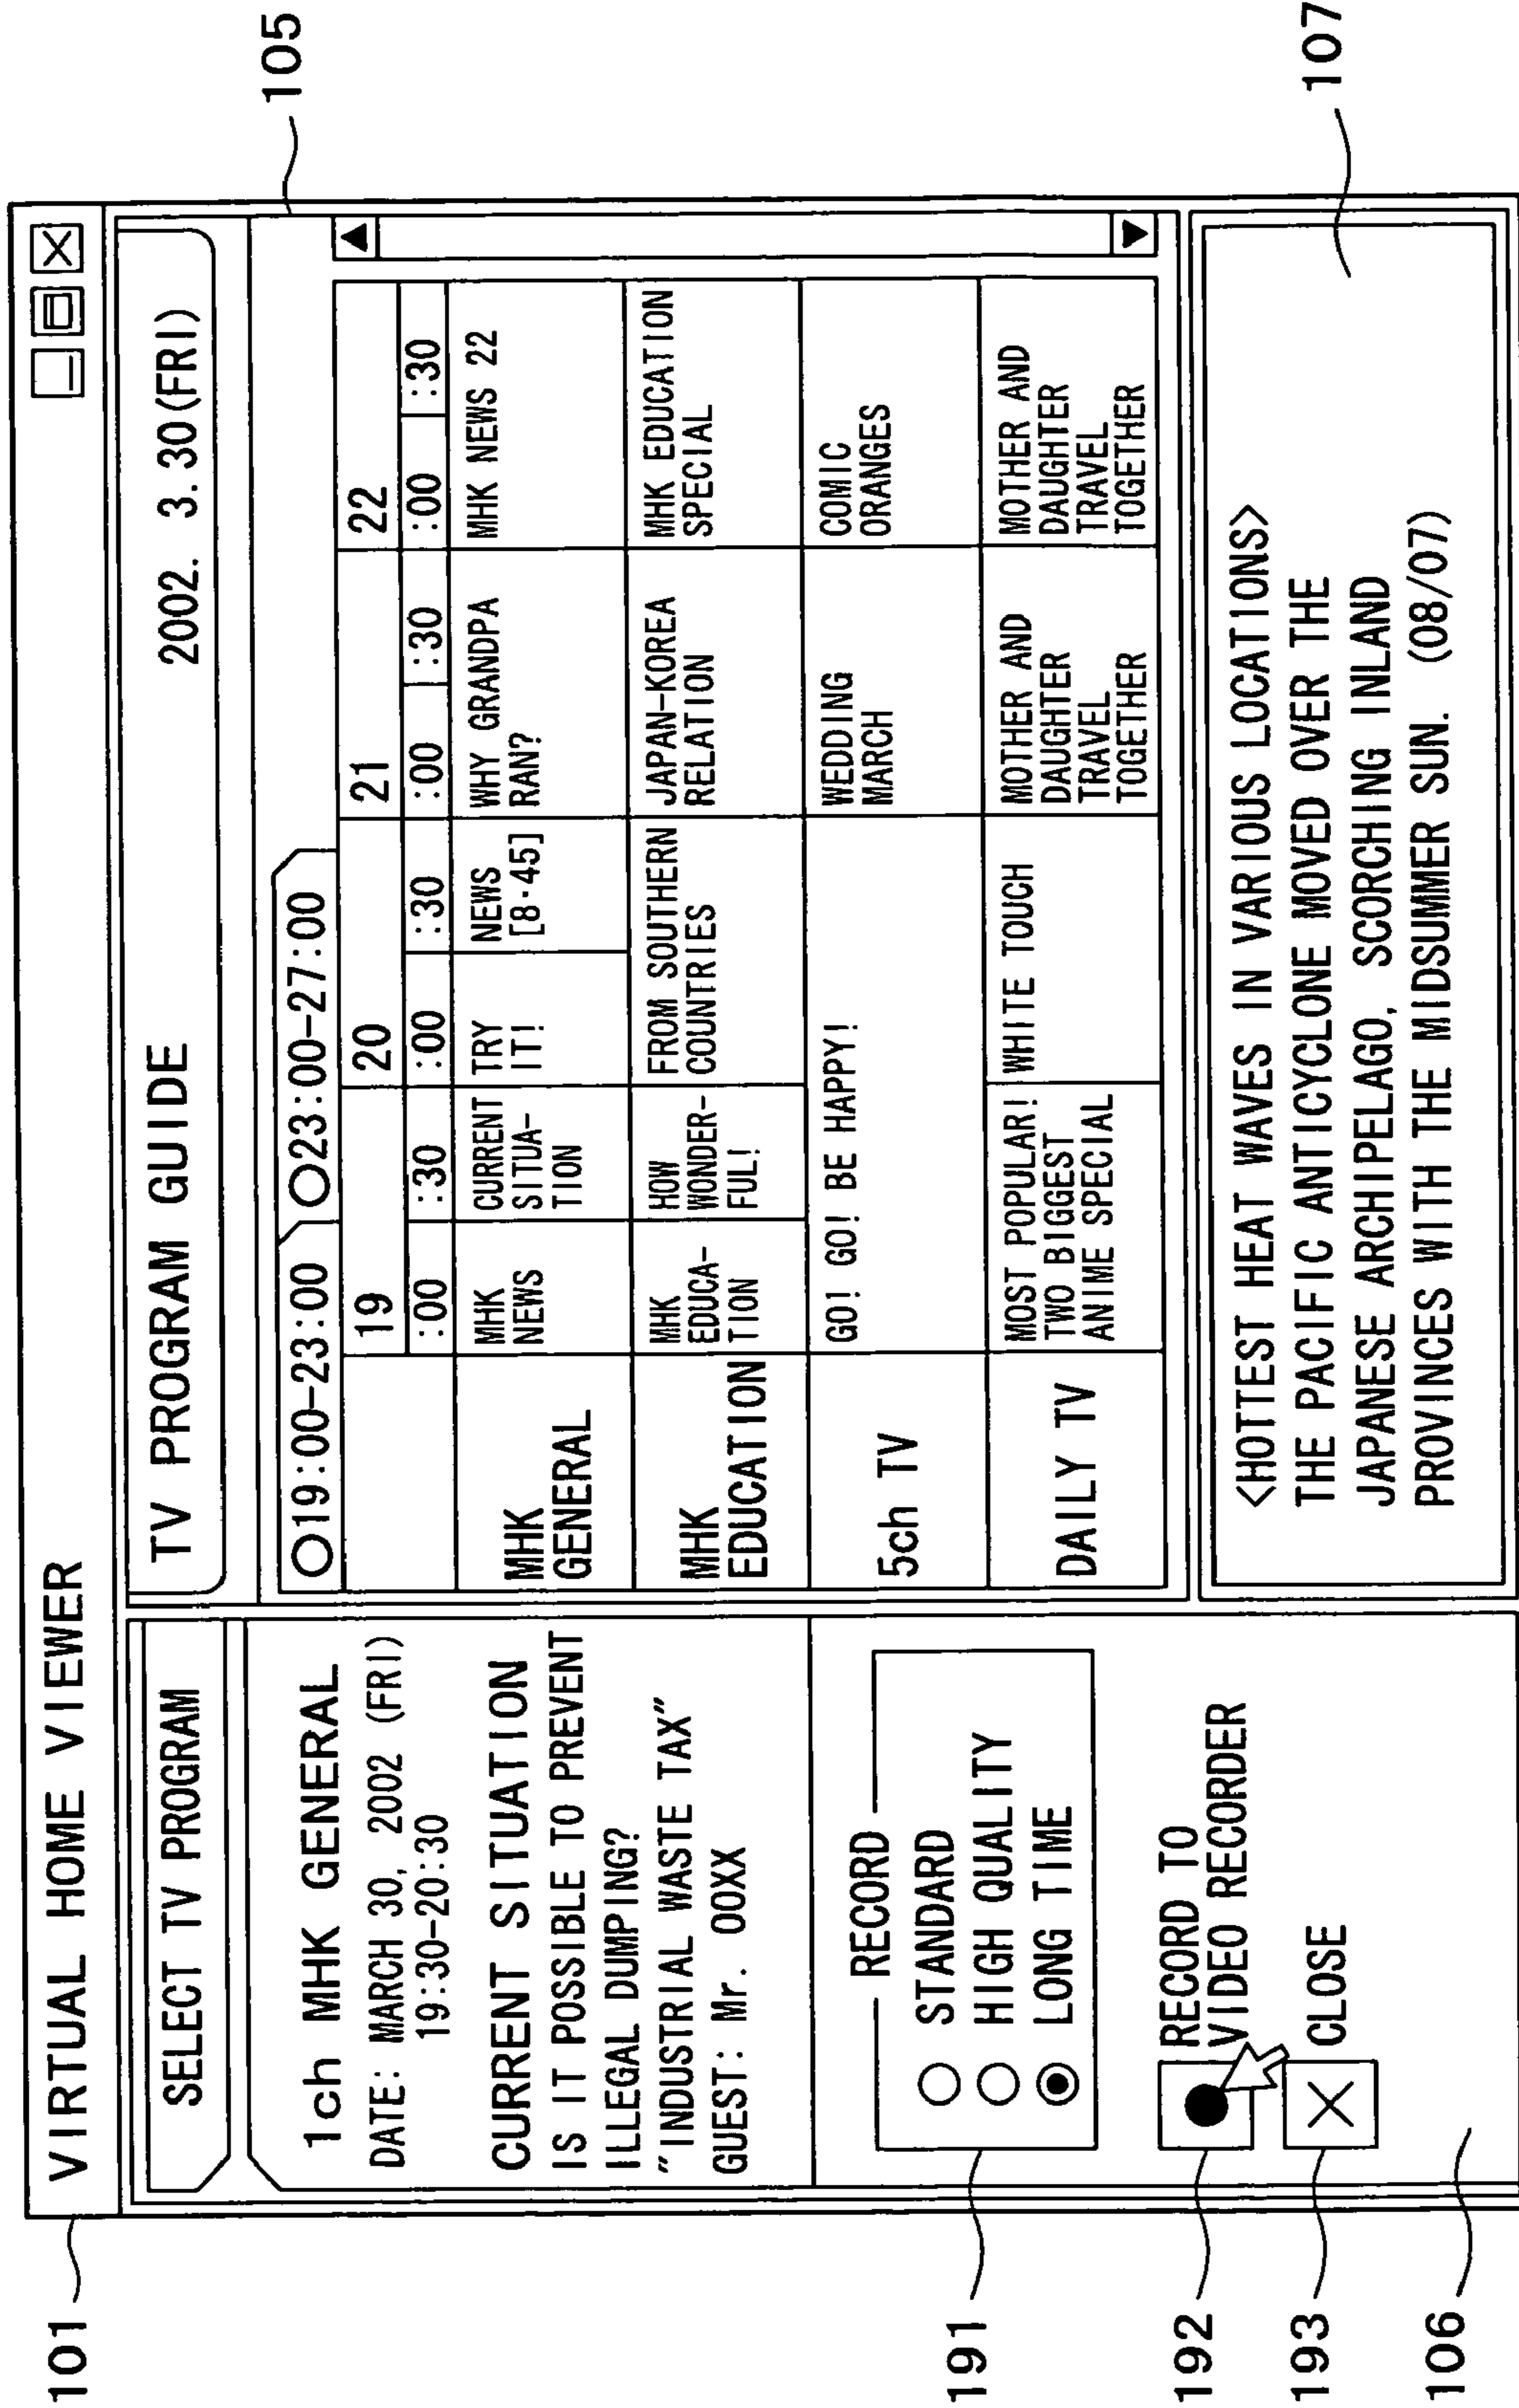 VIRTUAL HOME VIEWER
101
SELECT TV PROGRAM
1ch MHK GENERAL
DATE: MARCH 30, 2002 (FRI)
19:30-20:30
CURRENT SITUATION
IS IT POSSIBLE TO PREVENT
ILLEGAL DUMPING?
"INDUSTRIAL WASTE TAX"
GUEST: Mr. OOXX
RECORD
STANDARD
HIGH QUALITY
LONG TIME
191
RECORD TO
VIDEO RECORDER
192
CLOSE
193
106
TV PROGRAM GUIDE 2002. 3.30(FRI)
105
○19:00-23:00 ○23:00-27:00
19 20 21 22
:00 :30 :00 :30 :00 :30 :00 :30
MHK
GENERAL
MHK
NEWS
CURRENT
SITUA-
TION
TRY
IT!
NEWS
[8·45]
WHY GRANDPA
RAN?
MHK NEWS 22
MHK
EDUCATION
MHK
EDUCA-
TION
HOW
WONDER-
FUL!
FROM SOUTHERN
COUNTRIES
JAPAN-KOREA
RELATION
MHK EDUCATION
SPECIAL
5ch TV
GO! GO! GO! BE HAPPY!
WEDDING
MARCH
COMIC
ORANGES
DAILY TV
MOST POPULAR!
TWO BIGGEST
ANIME SPECIAL
WHITE TOUCH
MOTHER AND
DAUGHTER
TRAVEL
TOGETHER
MOTHER AND
DAUGHTER
TRAVEL
TOGETHER
<HOTTEST HEAT WAVES IN VARIOUS LOCATIONS>
THE PACIFIC ANTICYCLONE MOVED OVER THE
JAPANESE ARCHIPELAGO, SCORCHING INLAND
PROVINCES WITH THE MIDSUMMER SUN. (08/07)
107